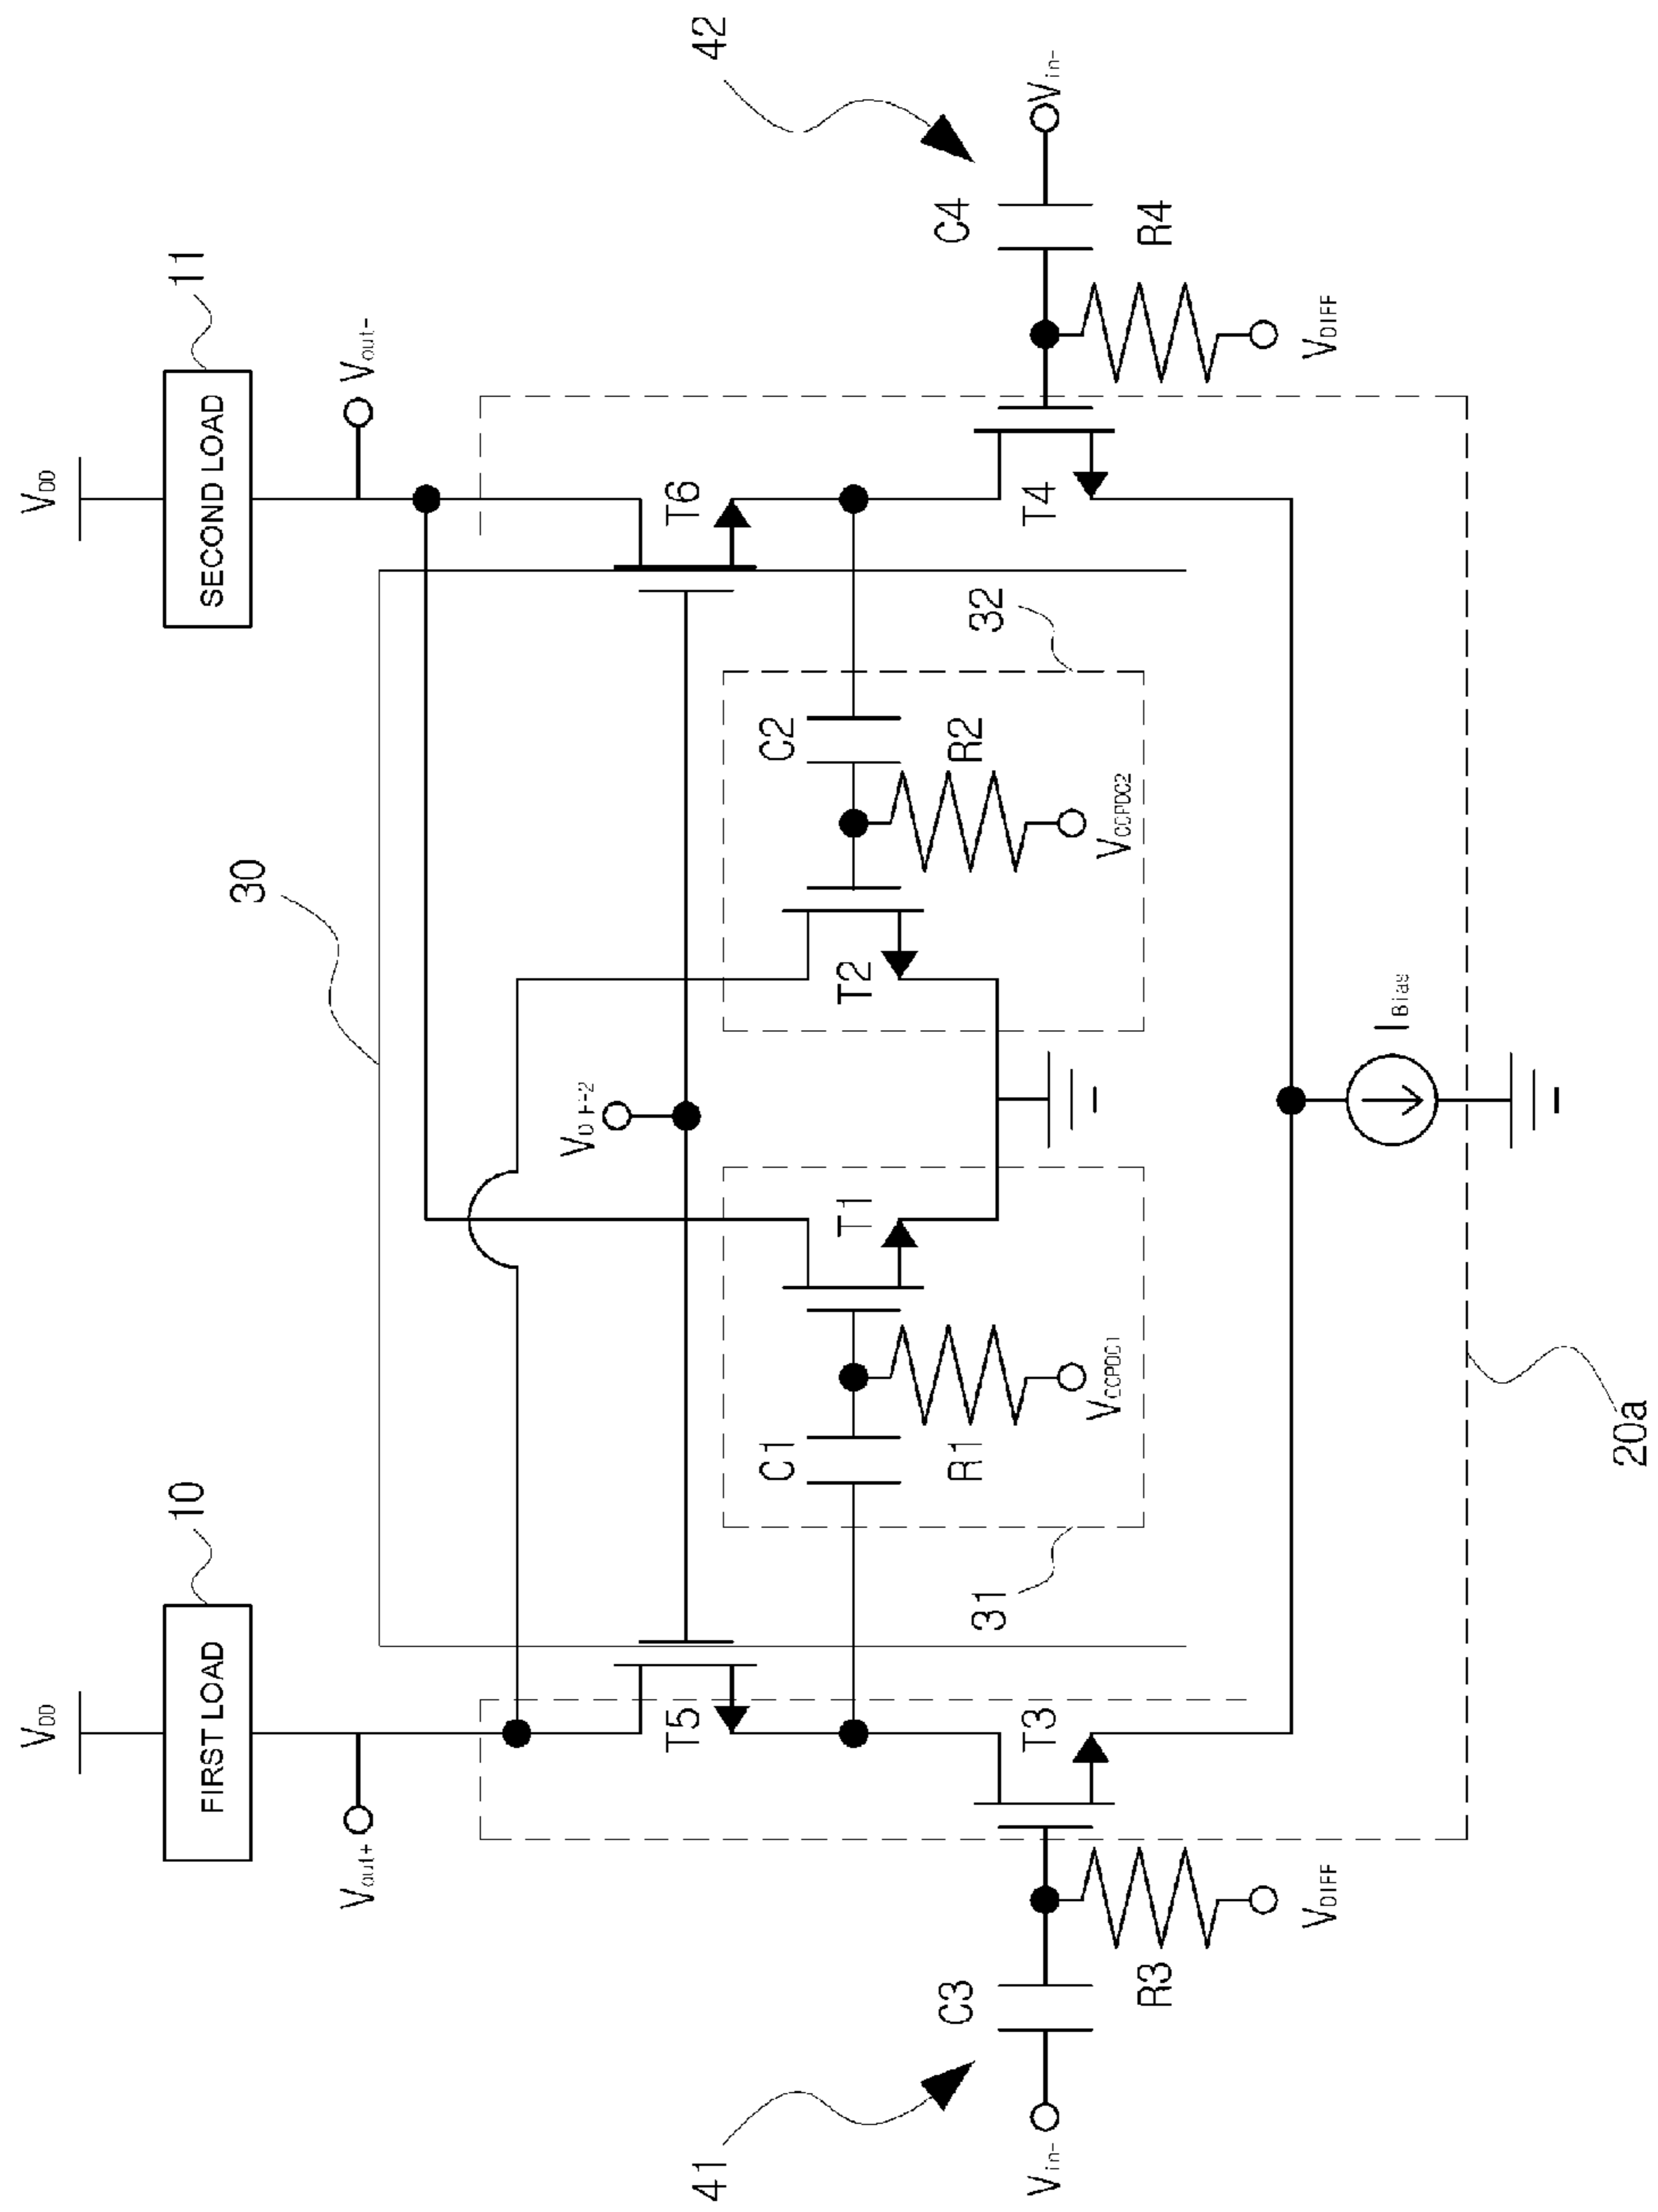 VDD
VDD
10
11
FIRST LOAD
SECOND LOAD
Vout+
Vout-
30
T5
T6
C1
C2
T1
T2
R1
R2
VCCPDC1
VCCPDC2
31
32
41
42
Vin-
Vin-
C3
C4
R3
R4
T3
T4
VDIFF
VDIFF
IBias
20a